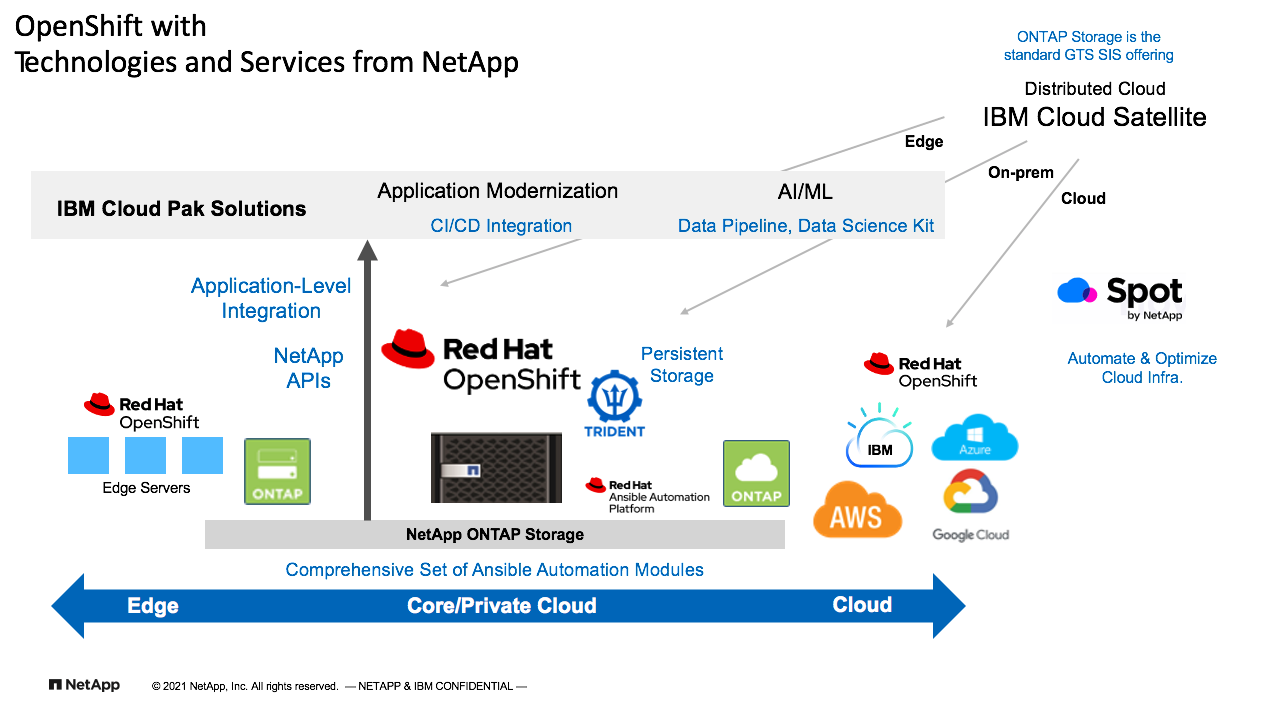 OpenShift with
Technologies and Services from NetApp
ONTAP Storage is the
standard GTS SIS offering
Distributed Cloud
IBM Cloud Satellite
Edge
On-prem
Cloud
IBM Cloud Pak Solutions
Application Modernization
CI/CD Integration
AI/ML
Data Pipeline, Data Science Kit
Application-Level
Integration
NetApp
APIs
Red Hat
OpenShift
Edge Servers
ONTAP
Red Hat
OpenShift
Persistent
Storage
TRIDENT
Red Hat
Ansible Automation
Platform
ONTAP
Red Hat
OpenShift
IBM
Azure
AWS
Google Cloud
Spot
by NetApp
Automate & Optimize
Cloud Infra.
NetApp ONTAP Storage
Comprehensive Set of Ansible Automation Modules
Edge
Core/Private Cloud
Cloud
NetApp
© 2021 NetApp, Inc. All rights reserved. — NETAPP & IBM CONFIDENTIAL —